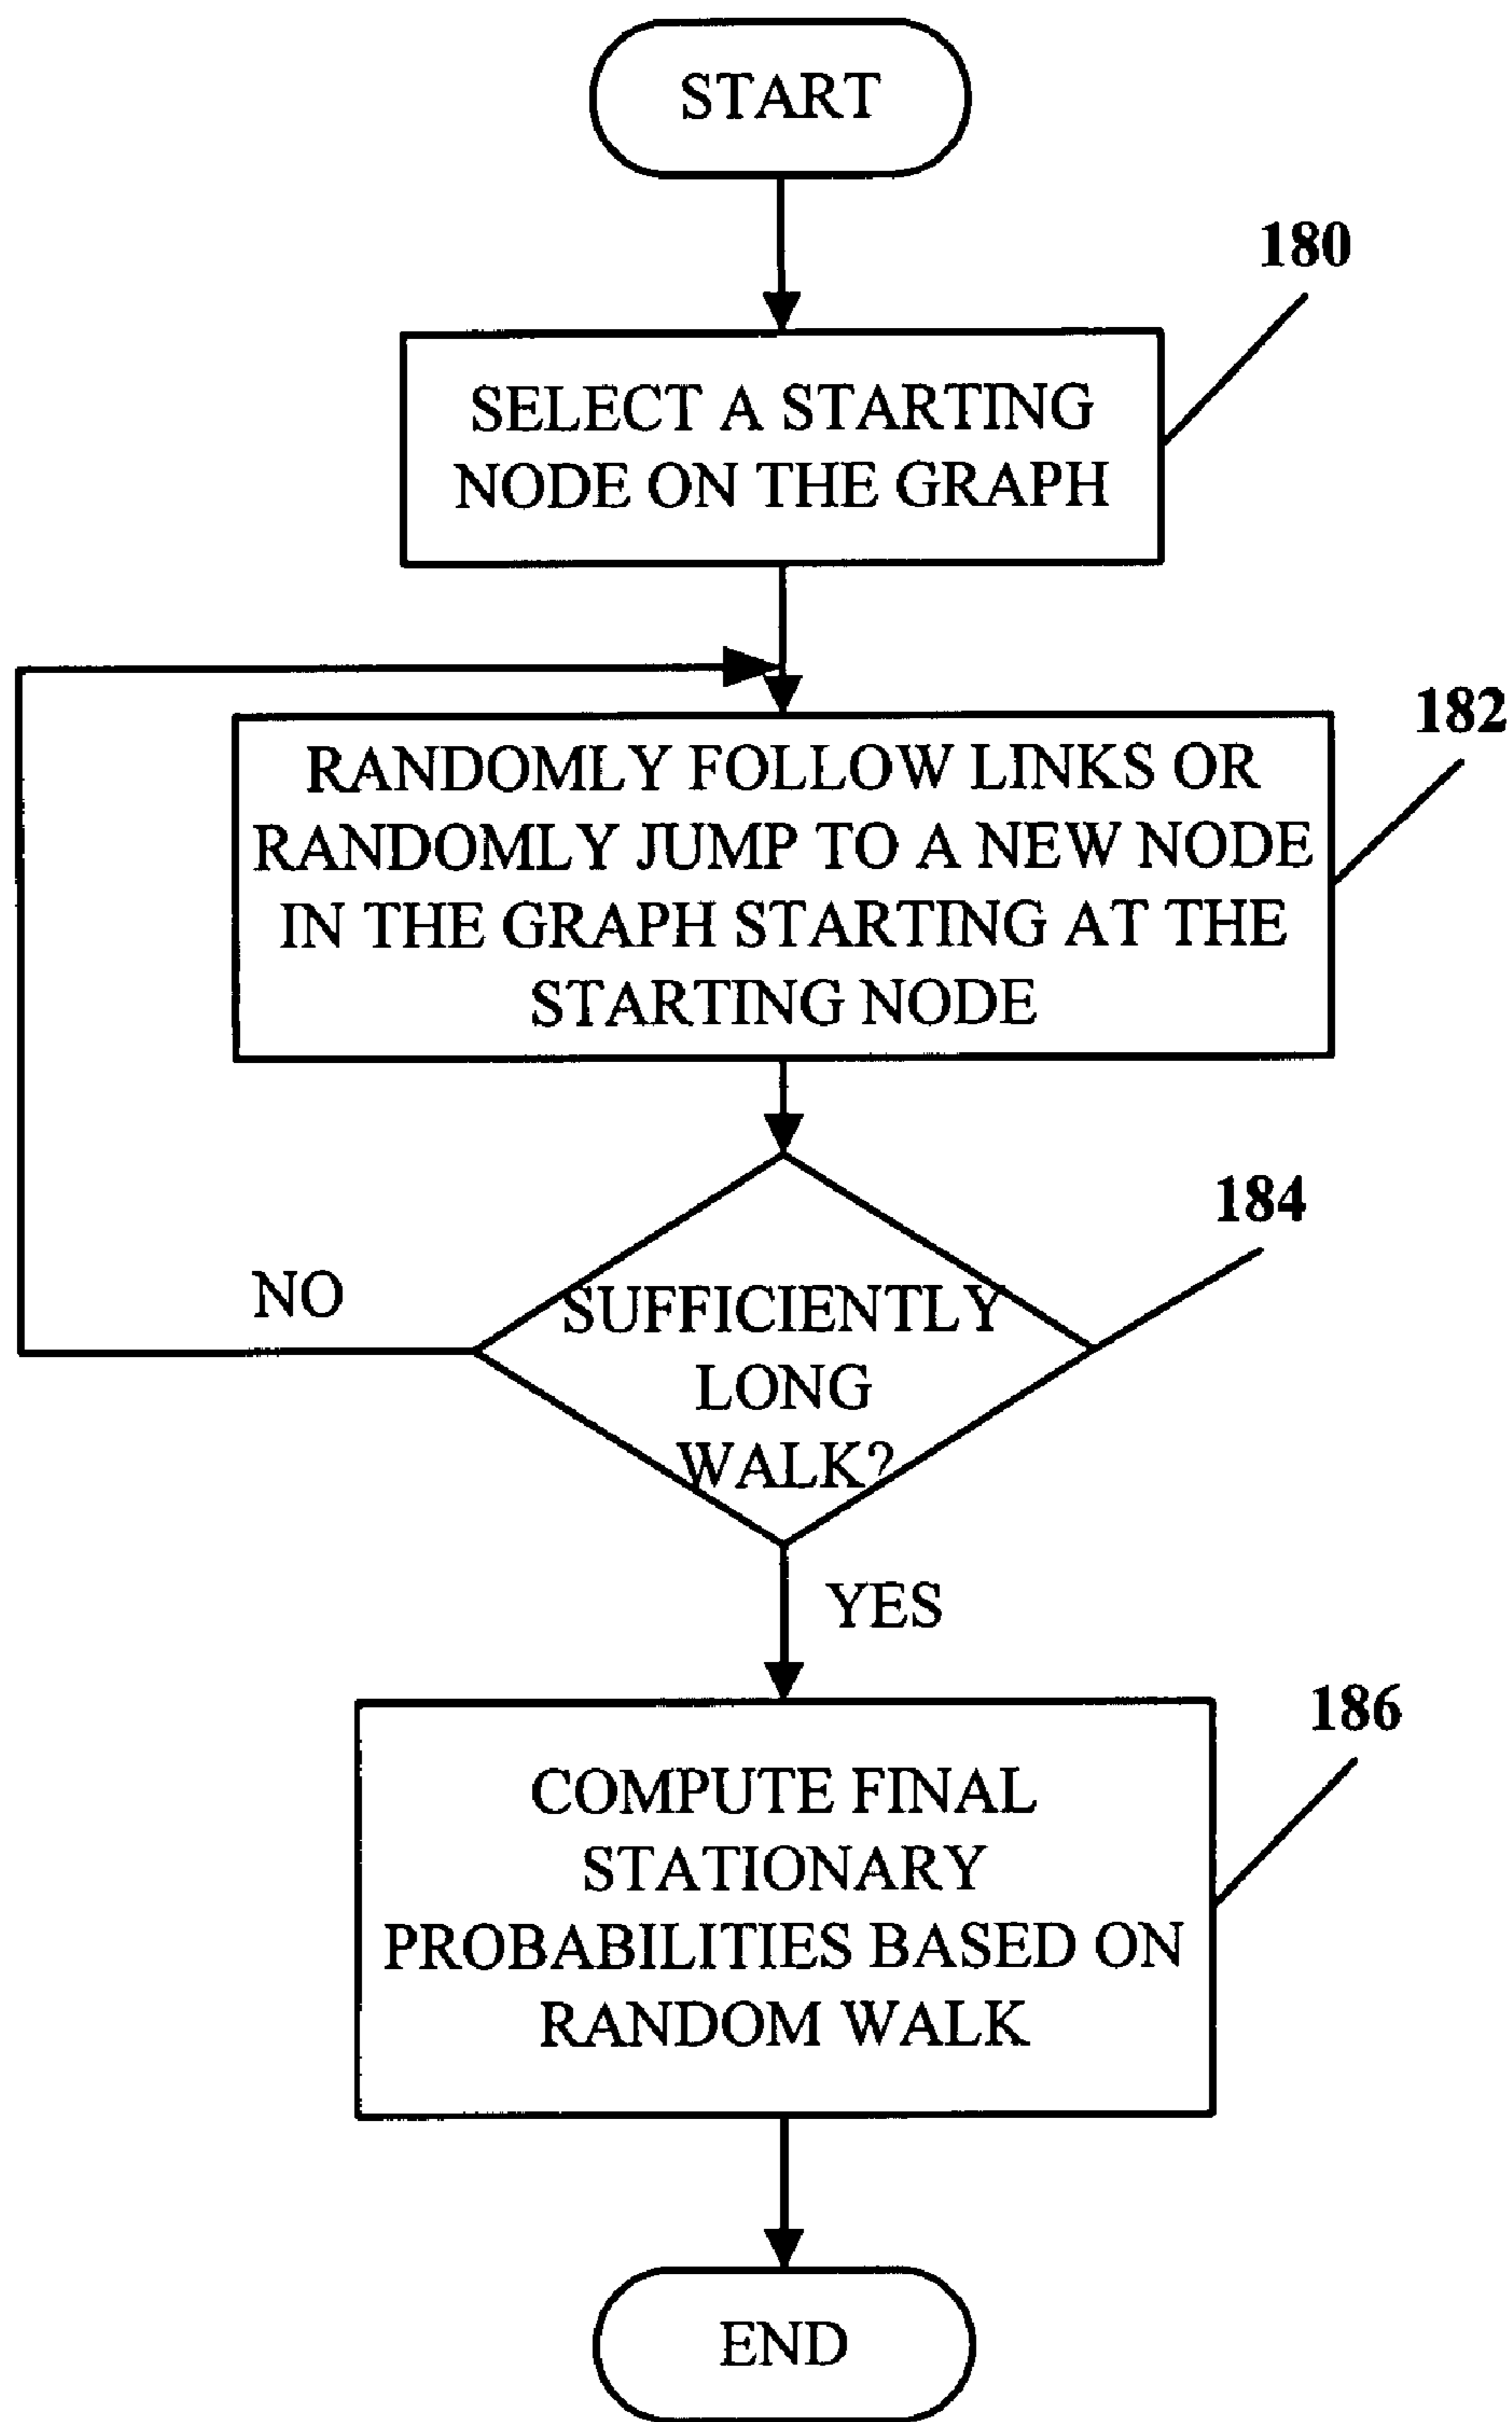 START
180
SELECT A STARTING
NODE ON THE GRAPH
182
RANDOMLY FOLLOW LINKS OR
RANDOMLY JUMP TO A NEW NODE
IN THE GRAPH STARTING AT THE
STARTING NODE
184
NO
SUFFICIENTLY
LONG
WALK?
YES
186
COMPUTE FINAL
STATIONARY
PROBABILITIES BASED ON
RANDOM WALK
END